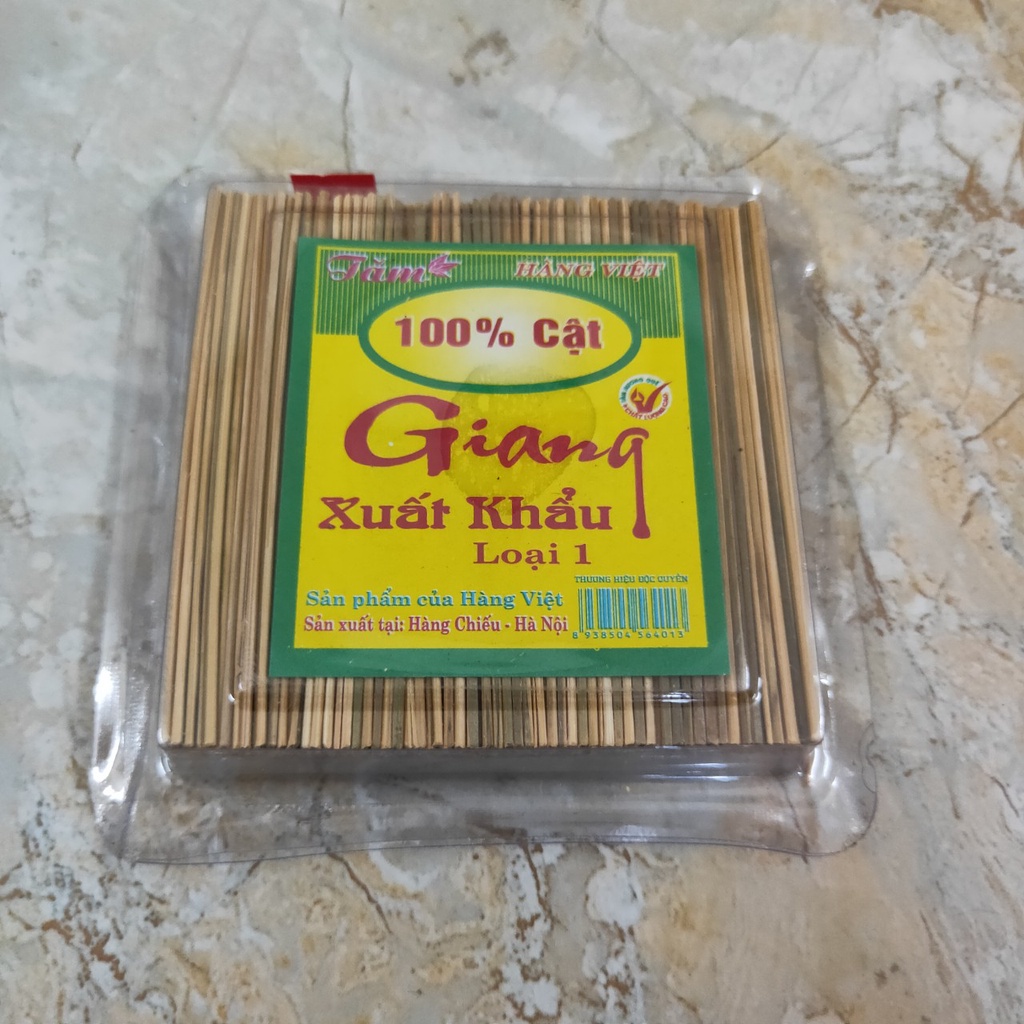 Tăm
HÀNG VIỆT
100% Cật
Giang
Xuất Khẩu
Loại 1
THƯƠNG HIỆU ĐỘC QUYỀN
Sản phẩm của Hàng Việt
Sản xuất tại: Hàng Chiếu - Hà Nội
8 938504 564013